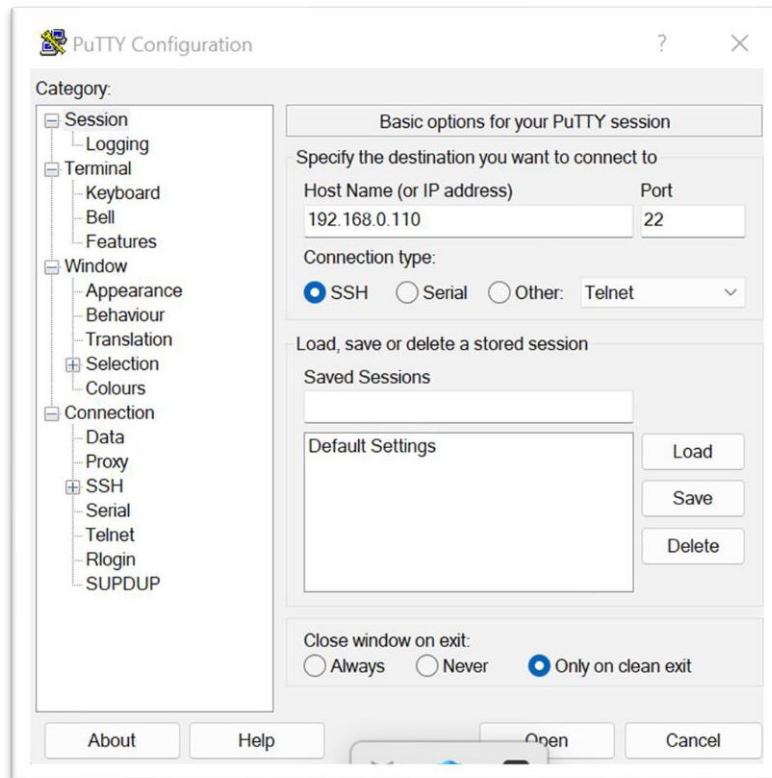 PuTTY Configuration
?
Category:
Session
Logging
Terminal
Keyboard
Bell
Features
Window
Appearance
Behaviour
Translation
Selection
Colours
Connection
Data
Proxy
SSH
Serial
Telnet
Rlogin
SUPDUP
Basic options for your PuTTY session
Specify the destination you want to connect to
Host Name (or IP address) Port
192.168.0.110 22
Connection type:
SSH Serial Other: Telnet
Load, save or delete a stored session
Saved Sessions
Default Settings
Load
Save
Delete
Close window on exit:
Always Never Only on clean exit
About Help Open Cancel